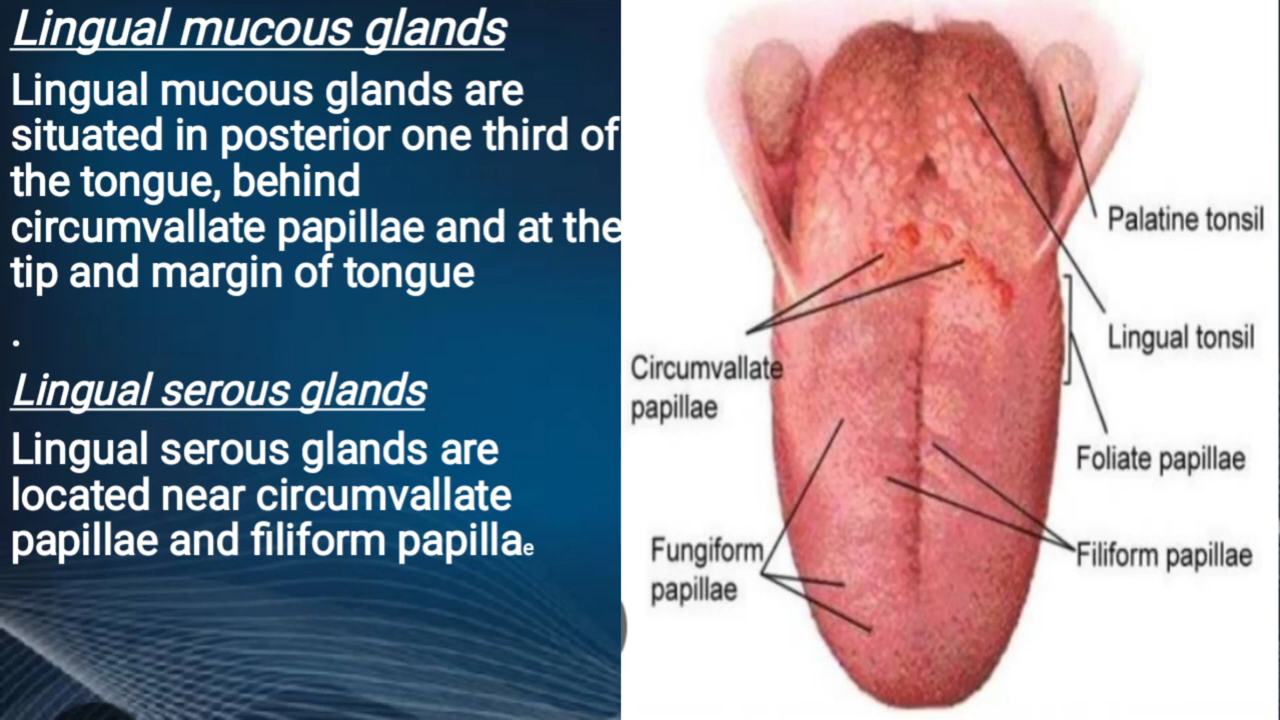 Lingual mucous glands
Lingual mucous glands are
situated in posterior one third of
the tongue, behind
circumvallate papillae and at the
tip and margin of tongue
.
Lingual serous glands
Lingual serous glands are
located near circumvallate
papillae and filiform papillae
Palatine tonsil
Lingual tonsil
Circumvallate
papillae
Foliate papillae
Fungiform
papillae
Filiform papillae